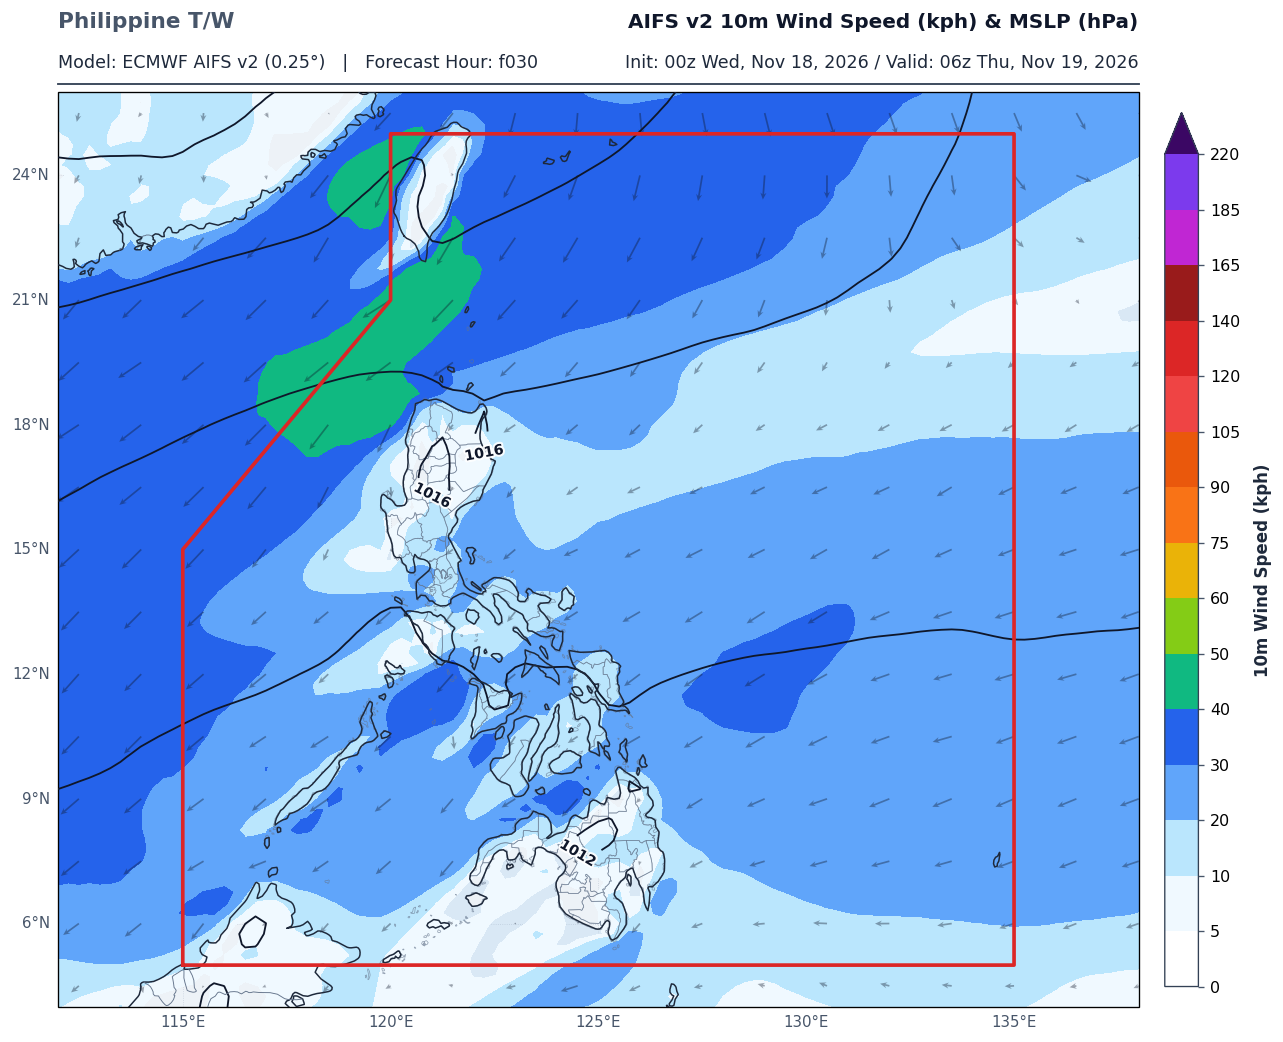 Philippine T/W
AIFS v2 10m Wind Speed (kph) & MSLP (hPa)
Model: ECMWF AIFS v2 (0.25°)   |   Forecast Hour: f030
Init: 00z Wed, Nov 18, 2026 / Valid: 06z Thu, Nov 19, 2026
24°N
21°N
18°N
15°N
12°N
9°N
6°N
1016
1016
1012
115°E
120°E
125°E
130°E
135°E
220
185
165
140
120
105
90
75
60
50
40
30
20
10
5
0
10m Wind Speed (kph)